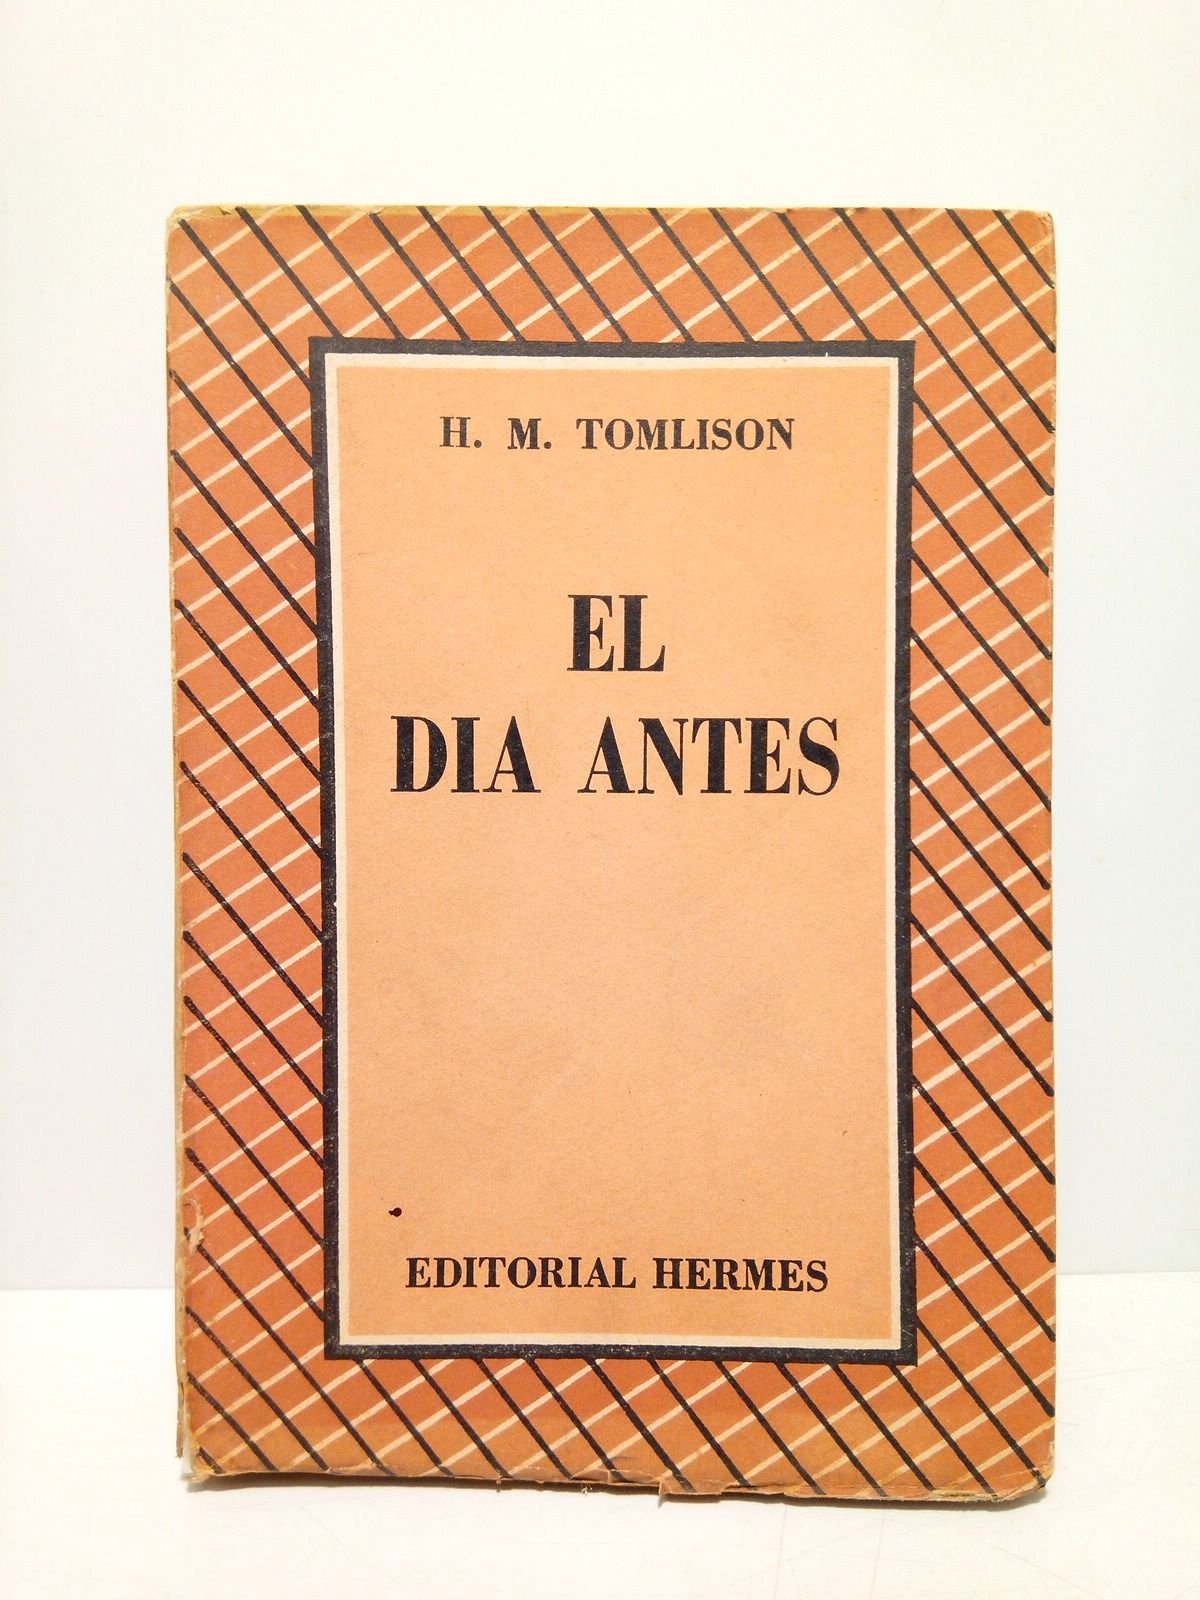 H. M. TOMLISON
EL
DIA ANTES
EDITORIAL HERMES